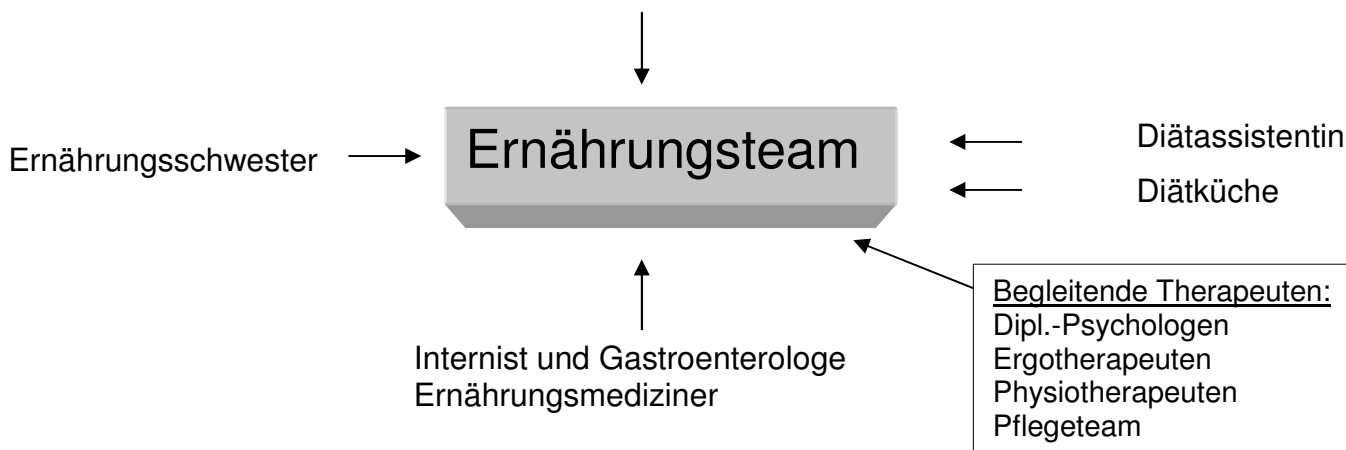 Ernährungsteam
Ernährungsschwester
Diätassistentin
Diätküche
Internist und Gastroenterologe
Ernährungsmediziner
Begleitende Therapeuten:
Dipl.-Psychologen
Ergotherapeuten
Physiotherapeuten
Pflegeteam